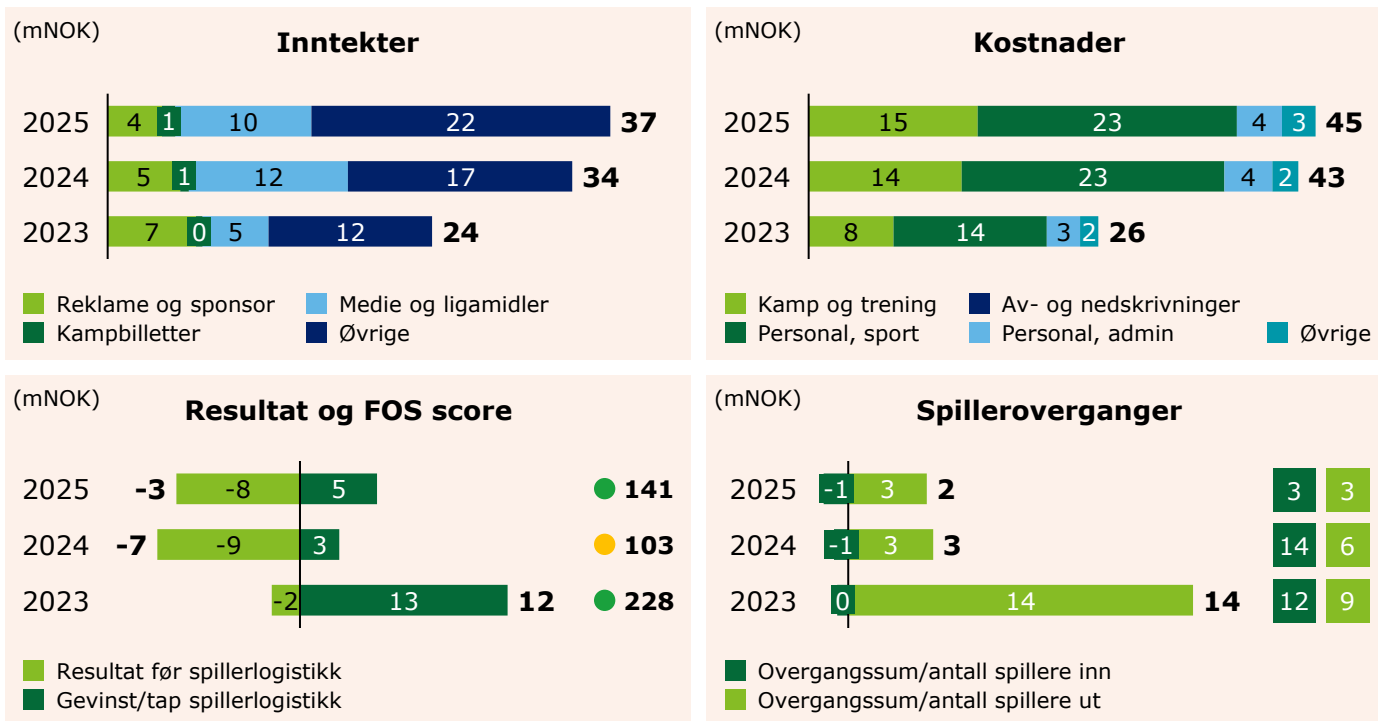 (mNOK)
Inntekter
2025 4 1 10 22 37
2024 5 1 12 17 34
2023 7 0 5 12 24
Reklame og sponsor Medie og ligamidler
Kampbilletter Øvrige
(mNOK)
Kostnader
2025 15 23 4 3 45
2024 14 23 4 2 43
2023 8 14 3 2 26
Kamp og trening Av- og nedskrivninger
Personal, sport Personal, admin Øvrige
(mNOK)
Resultat og FOS score
2025 -3 -8 5 141
2024 -7 -9 3 103
2023 -2 13 12 228
Resultat før spillerlogistikk
Gevinst/tap spillerlogistikk
(mNOK)
Spilleroverganger
2025 -1 3 2 3 3
2024 -1 3 3 14 6
2023 0 14 14 12 9
Overgangssum/antall spillere inn
Overgangssum/antall spillere ut